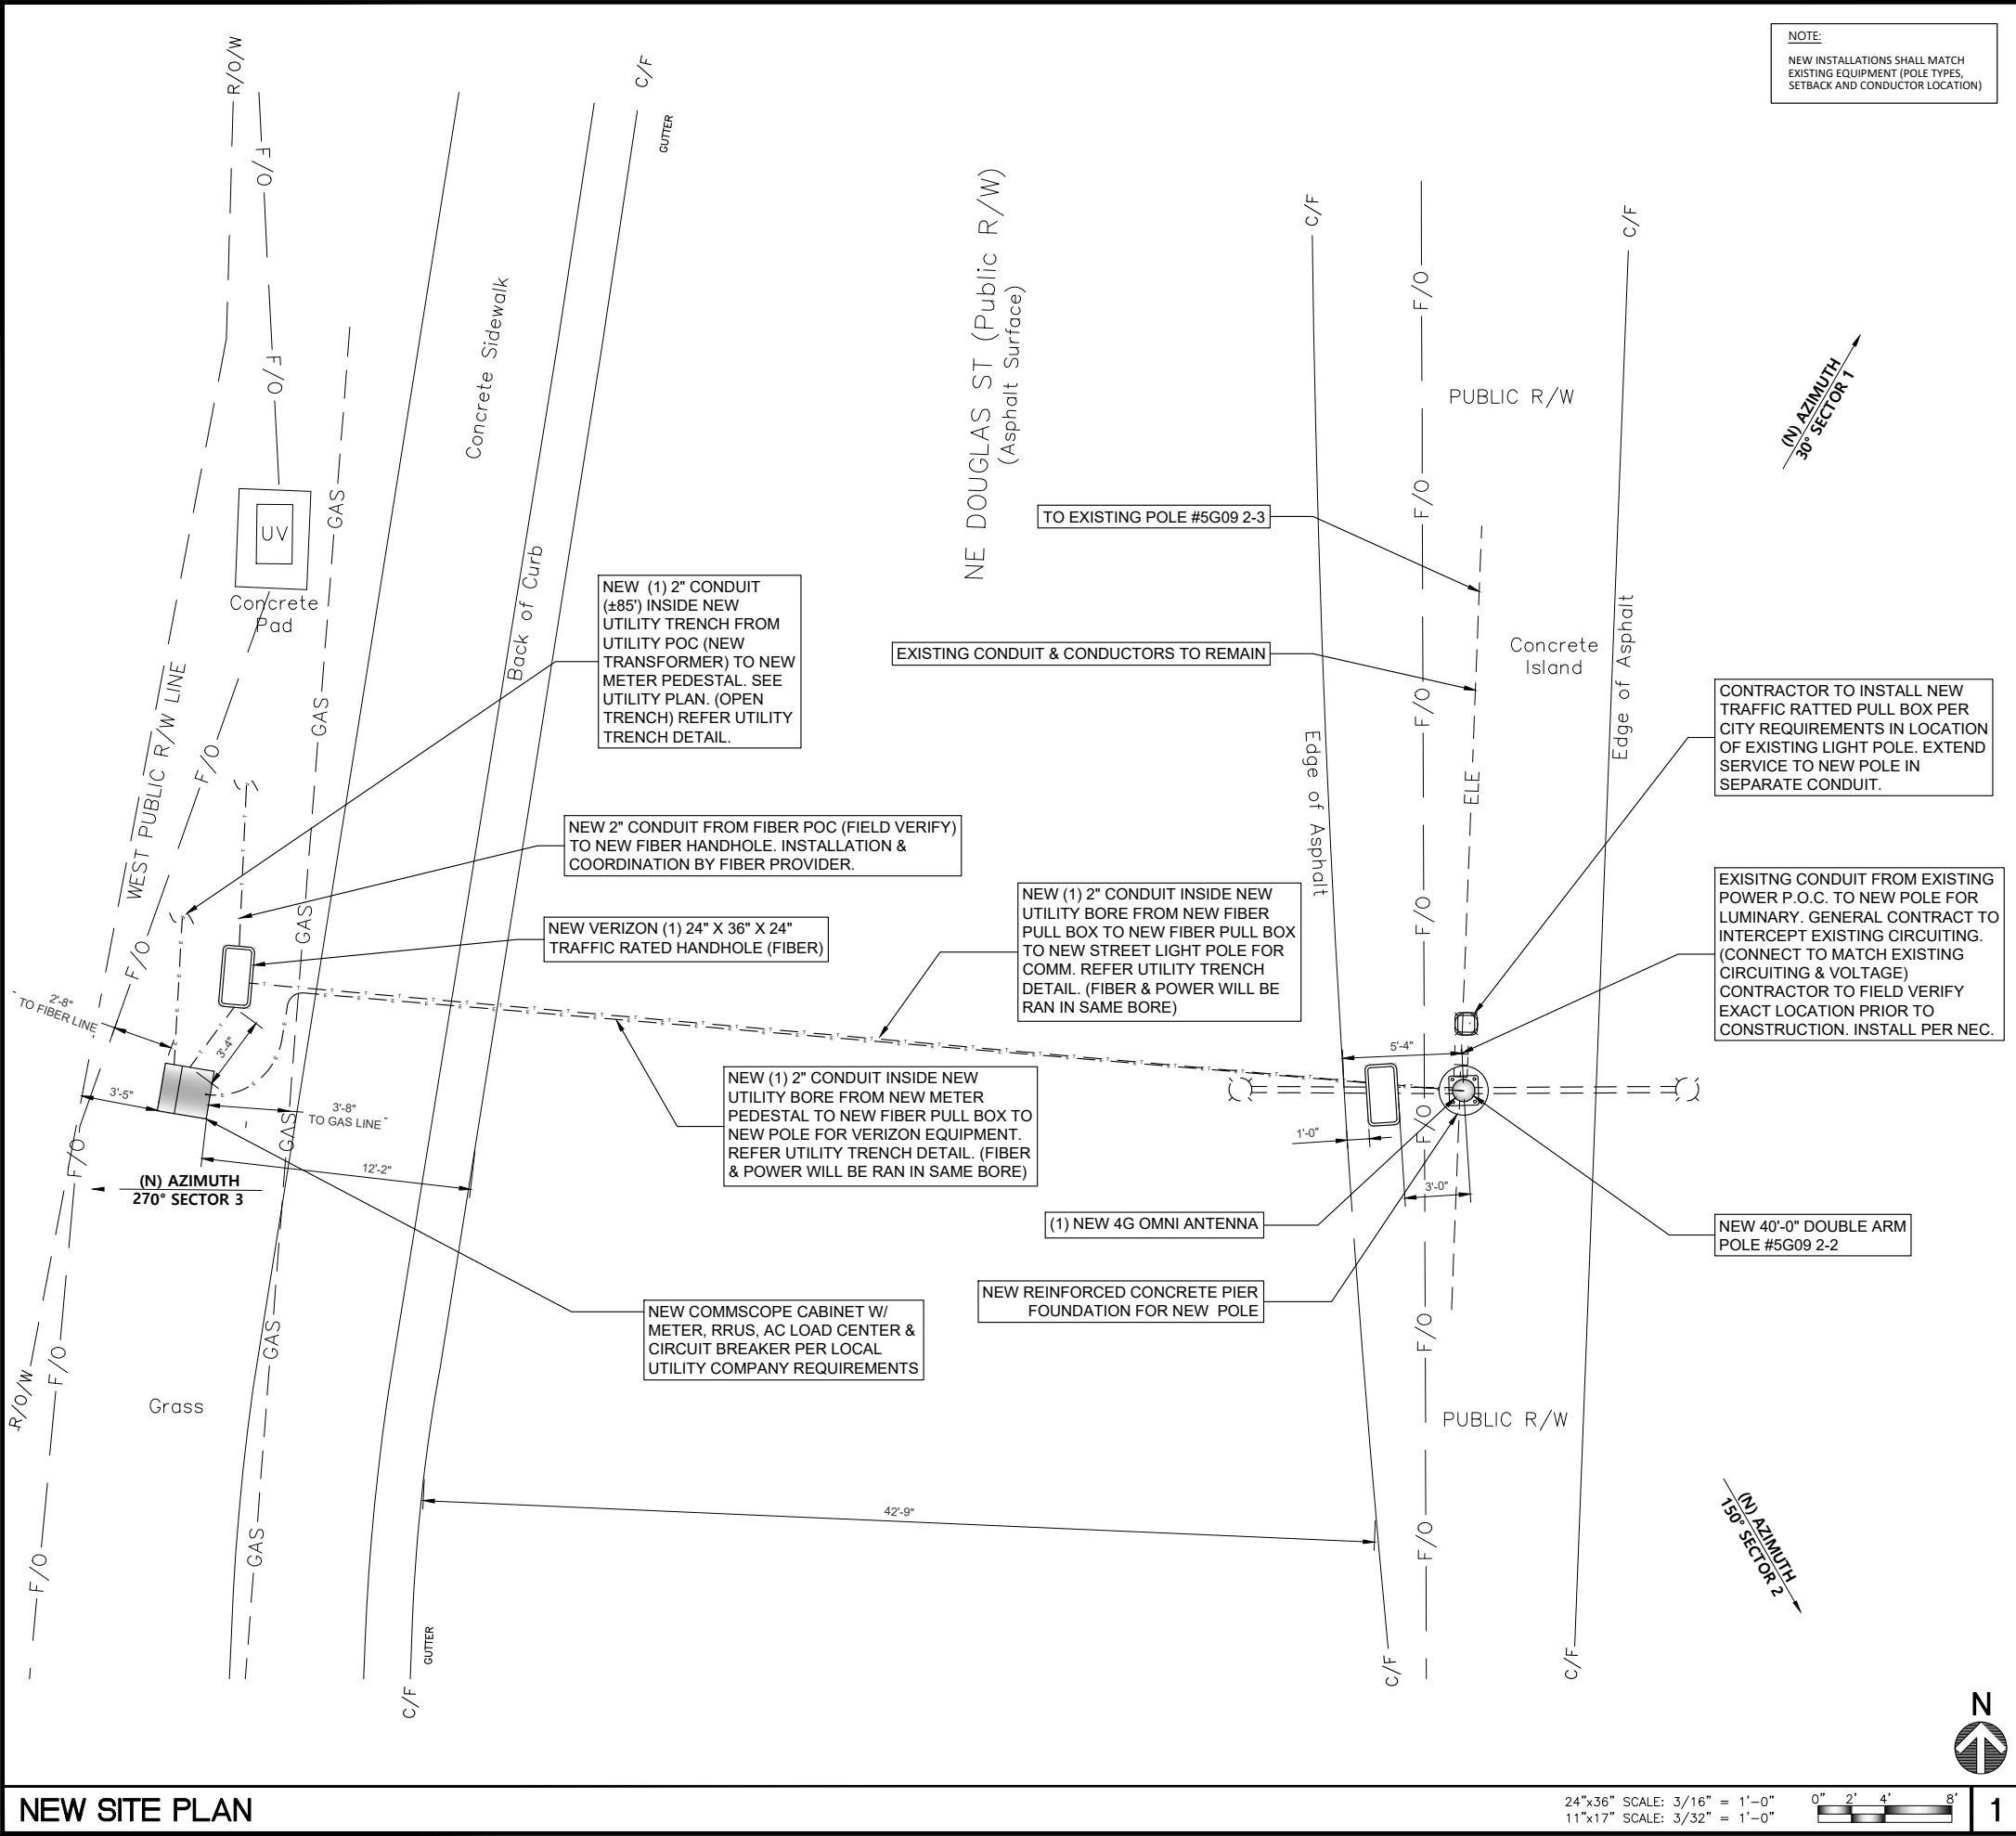 NOTE:
NEW INSTALLATIONS SHALL MATCH
EXISTING EQUIPMENT (POLE TYPES,
SETBACK AND CONDUCTOR LOCATION)
R/O/W
F/O
F/O
C/F
GUTTER
Concrete Sidewalk
NE DOUGLAS ST (Public R/W)
(Asphalt Surface)
C/F
F/O
C/F
PUBLIC R/W
(N) AZIMUTH
30° SECTOR 1
UV
Concrete
Pad
GAS
GAS
Back of Curb
F/O
TO EXISTING POLE #5G09 2-3
NEW (1) 2" CONDUIT
(±85') INSIDE NEW
UTILITY TRENCH FROM
UTILITY POC (NEW
TRANSFORMER) TO NEW
METER PEDESTAL. SEE
UTILITY PLAN. (OPEN
TRENCH) REFER UTILITY
TRENCH DETAIL.
EXISTING CONDUIT & CONDUCTORS TO REMAIN
Concrete
Island
Edge of Asphalt
F/O
ELE
Edge of Asphalt
CONTRACTOR TO INSTALL NEW
TRAFFIC RATTED PULL BOX PER
CITY REQUIREMENTS IN LOCATION
OF EXISTING LIGHT POLE. EXTEND
SERVICE TO NEW POLE IN
SEPARATE CONDUIT.
WEST PUBLIC R/W LINE
F/O
F/O
GAS
NEW 2" CONDUIT FROM FIBER POC (FIELD VERIFY)
TO NEW FIBER HANDHOLE. INSTALLATION &
COORDINATION BY FIBER PROVIDER.
NEW VERIZON (1) 24" X 36" X 24"
TRAFFIC RATED HANDHOLE (FIBER)
NEW (1) 2" CONDUIT INSIDE NEW
UTILITY BORE FROM NEW FIBER
PULL BOX TO NEW FIBER PULL BOX
TO NEW STREET LIGHT POLE FOR
COMM. REFER UTILITY TRENCH
DETAIL. (FIBER & POWER WILL BE
RAN IN SAME BORE)
F/O
EXISITNG CONDUIT FROM EXISTING
POWER P.O.C. TO NEW POLE FOR
LUMINARY. GENERAL CONTRACT TO
INTERCEPT EXISTING CIRCUITING.
(CONNECT TO MATCH EXISTING
CIRCUITING & VOLTAGE)
CONTRACTOR TO FIELD VERIFY
EXACT LOCATION PRIOR TO
CONSTRUCTION. INSTALL PER NEC.
2'-8"
TO FIBER LINE
3'-4"
3'-5"
3'-8"
TO GAS LINE
GAS
12'-2"
NEW (1) 2" CONDUIT INSIDE NEW
UTILITY BORE FROM NEW METER
PEDESTAL TO NEW FIBER PULL BOX TO
NEW POLE FOR VERIZON EQUIPMENT.
REFER UTILITY TRENCH DETAIL. (FIBER
& POWER WILL BE RAN IN SAME BORE)
5'-4"
1'-0"
F/O
3'-0"
F/O
(N) AZIMUTH
270° SECTOR 3
(1) NEW 4G OMNI ANTENNA
NEW 40'-0" DOUBLE ARM
POLE #5G09 2-2
NEW REINFORCED CONCRETE PIER
FOUNDATION FOR NEW POLE
NEW COMMSCOPE CABINET W/
METER, RRUS, AC LOAD CENTER &
CIRCUIT BREAKER PER LOCAL
UTILITY COMPANY REQUIREMENTS
R/O/W
F/O
GAS
Grass
F/O
PUBLIC R/W
42'-9"
F/O
GAS
F/O
(N) AZIMUTH
150° SECTOR 2
GUTTER
C/F
C/F
C/F
N
NEW SITE PLAN
24"x36" SCALE: 3/16" = 1'-0"
11"x17" SCALE: 3/32" = 1'-0"
0" 2' 4' 8'
1